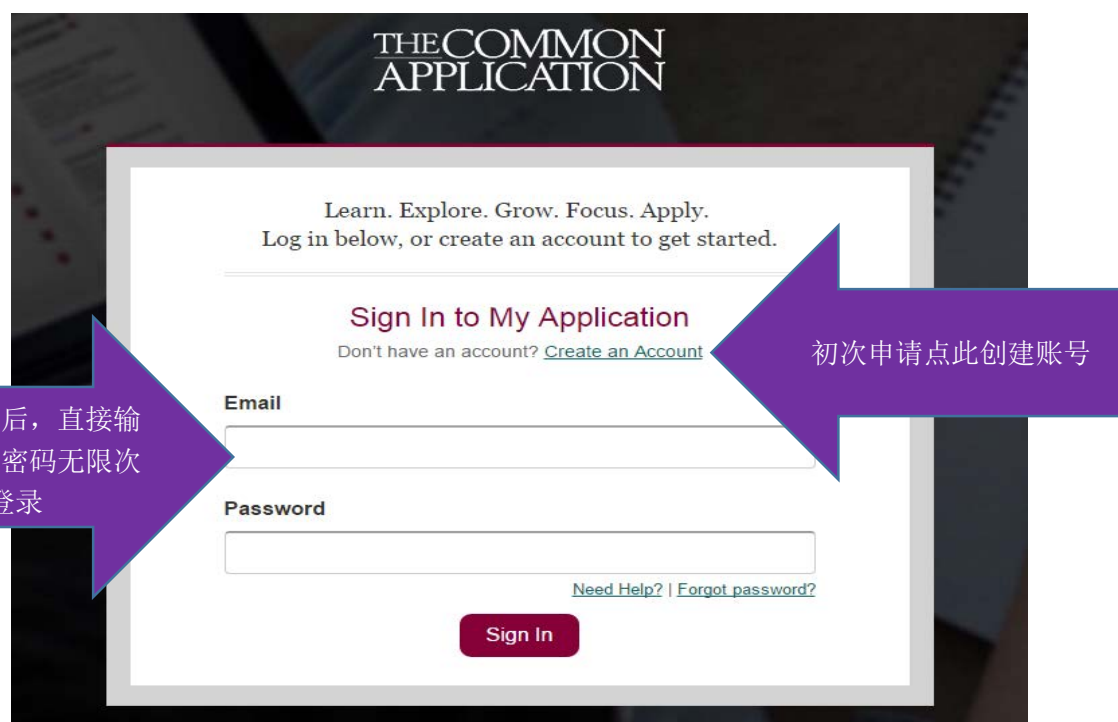 THE COMMON
APPLICATION
Learn. Explore. Grow. Focus. Apply.
Log in below, or create an account to get started.
Sign In to My Application
Don't have an account? Create an Account
初次申请点此创建账号
Email
后，直接输
密码无限次
登录
Password
Need Help? | Forgot password?
Sign In